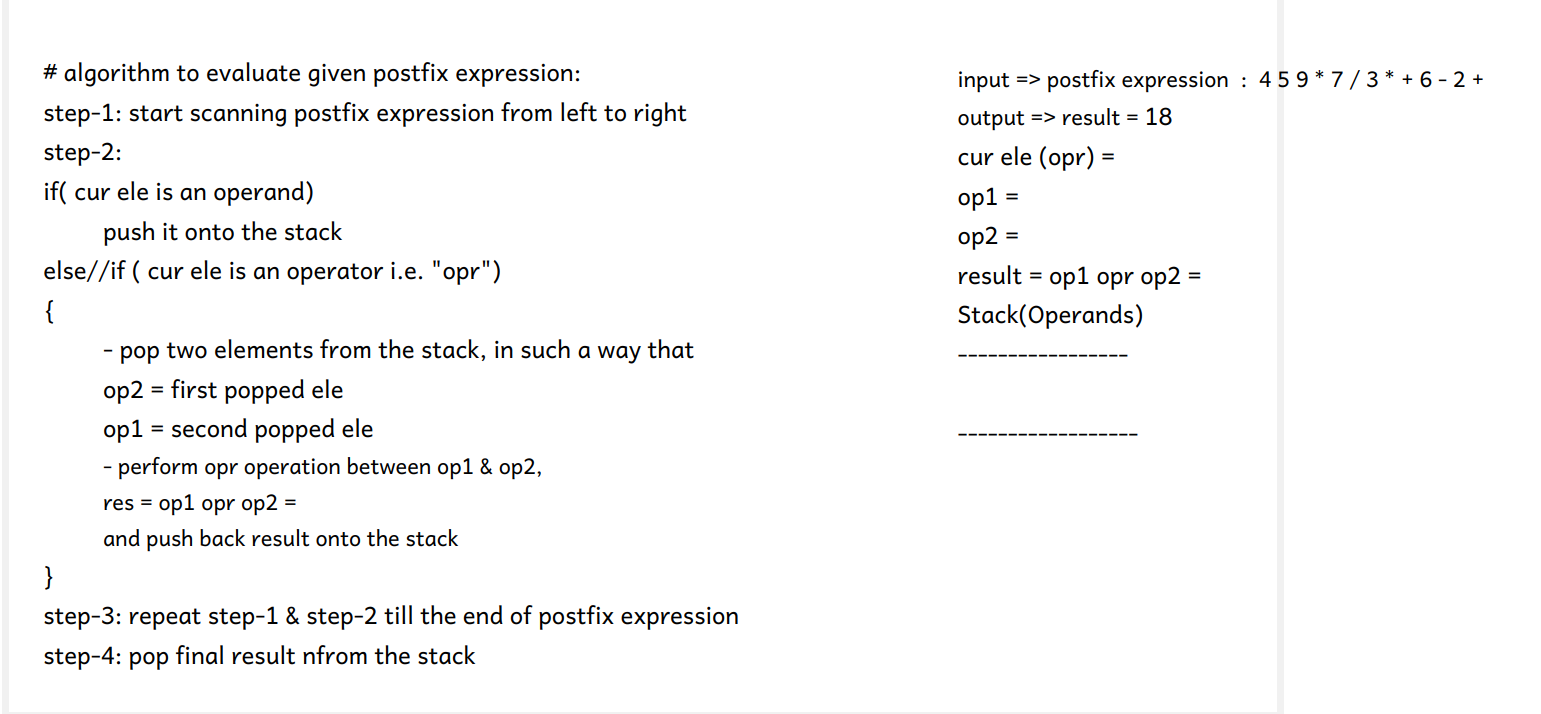 # algorithm to evaluate given postfix expression:
step-1: start scanning postfix expression from left to right
step-2:
if( cur ele is an operand)
push it onto the stack
else//if ( cur ele is an operator i.e. "opr")
{
- pop two elements from the stack, in such a way that
op2 = first popped ele
op1 = second popped ele
- perform opr operation between op1 & op2,
res = op1 opr op2 =
and push back result onto the stack
}
step-3: repeat step-1 & step-2 till the end of postfix expression
step-4: pop final result nfrom the stack
input => postfix expression : 4 5 9 * 7 / 3 * + 6 - 2 +
output => result = 18
cur ele (opr) =
op1 =
op2 =
result = op1 opr op2 =
Stack(Operands)
-----------------
------------------